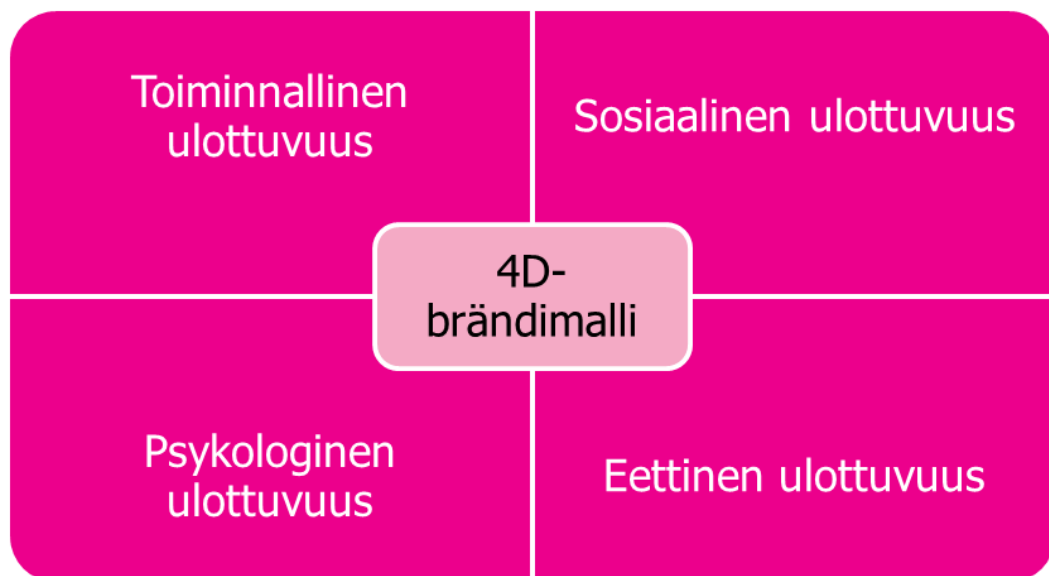 Toiminnallinen
ulottuvuus
Sosiaalinen ulottuvuus
4D-
brändimalli
Psykologinen
ulottuvuus
Eettinen ulottuvuus